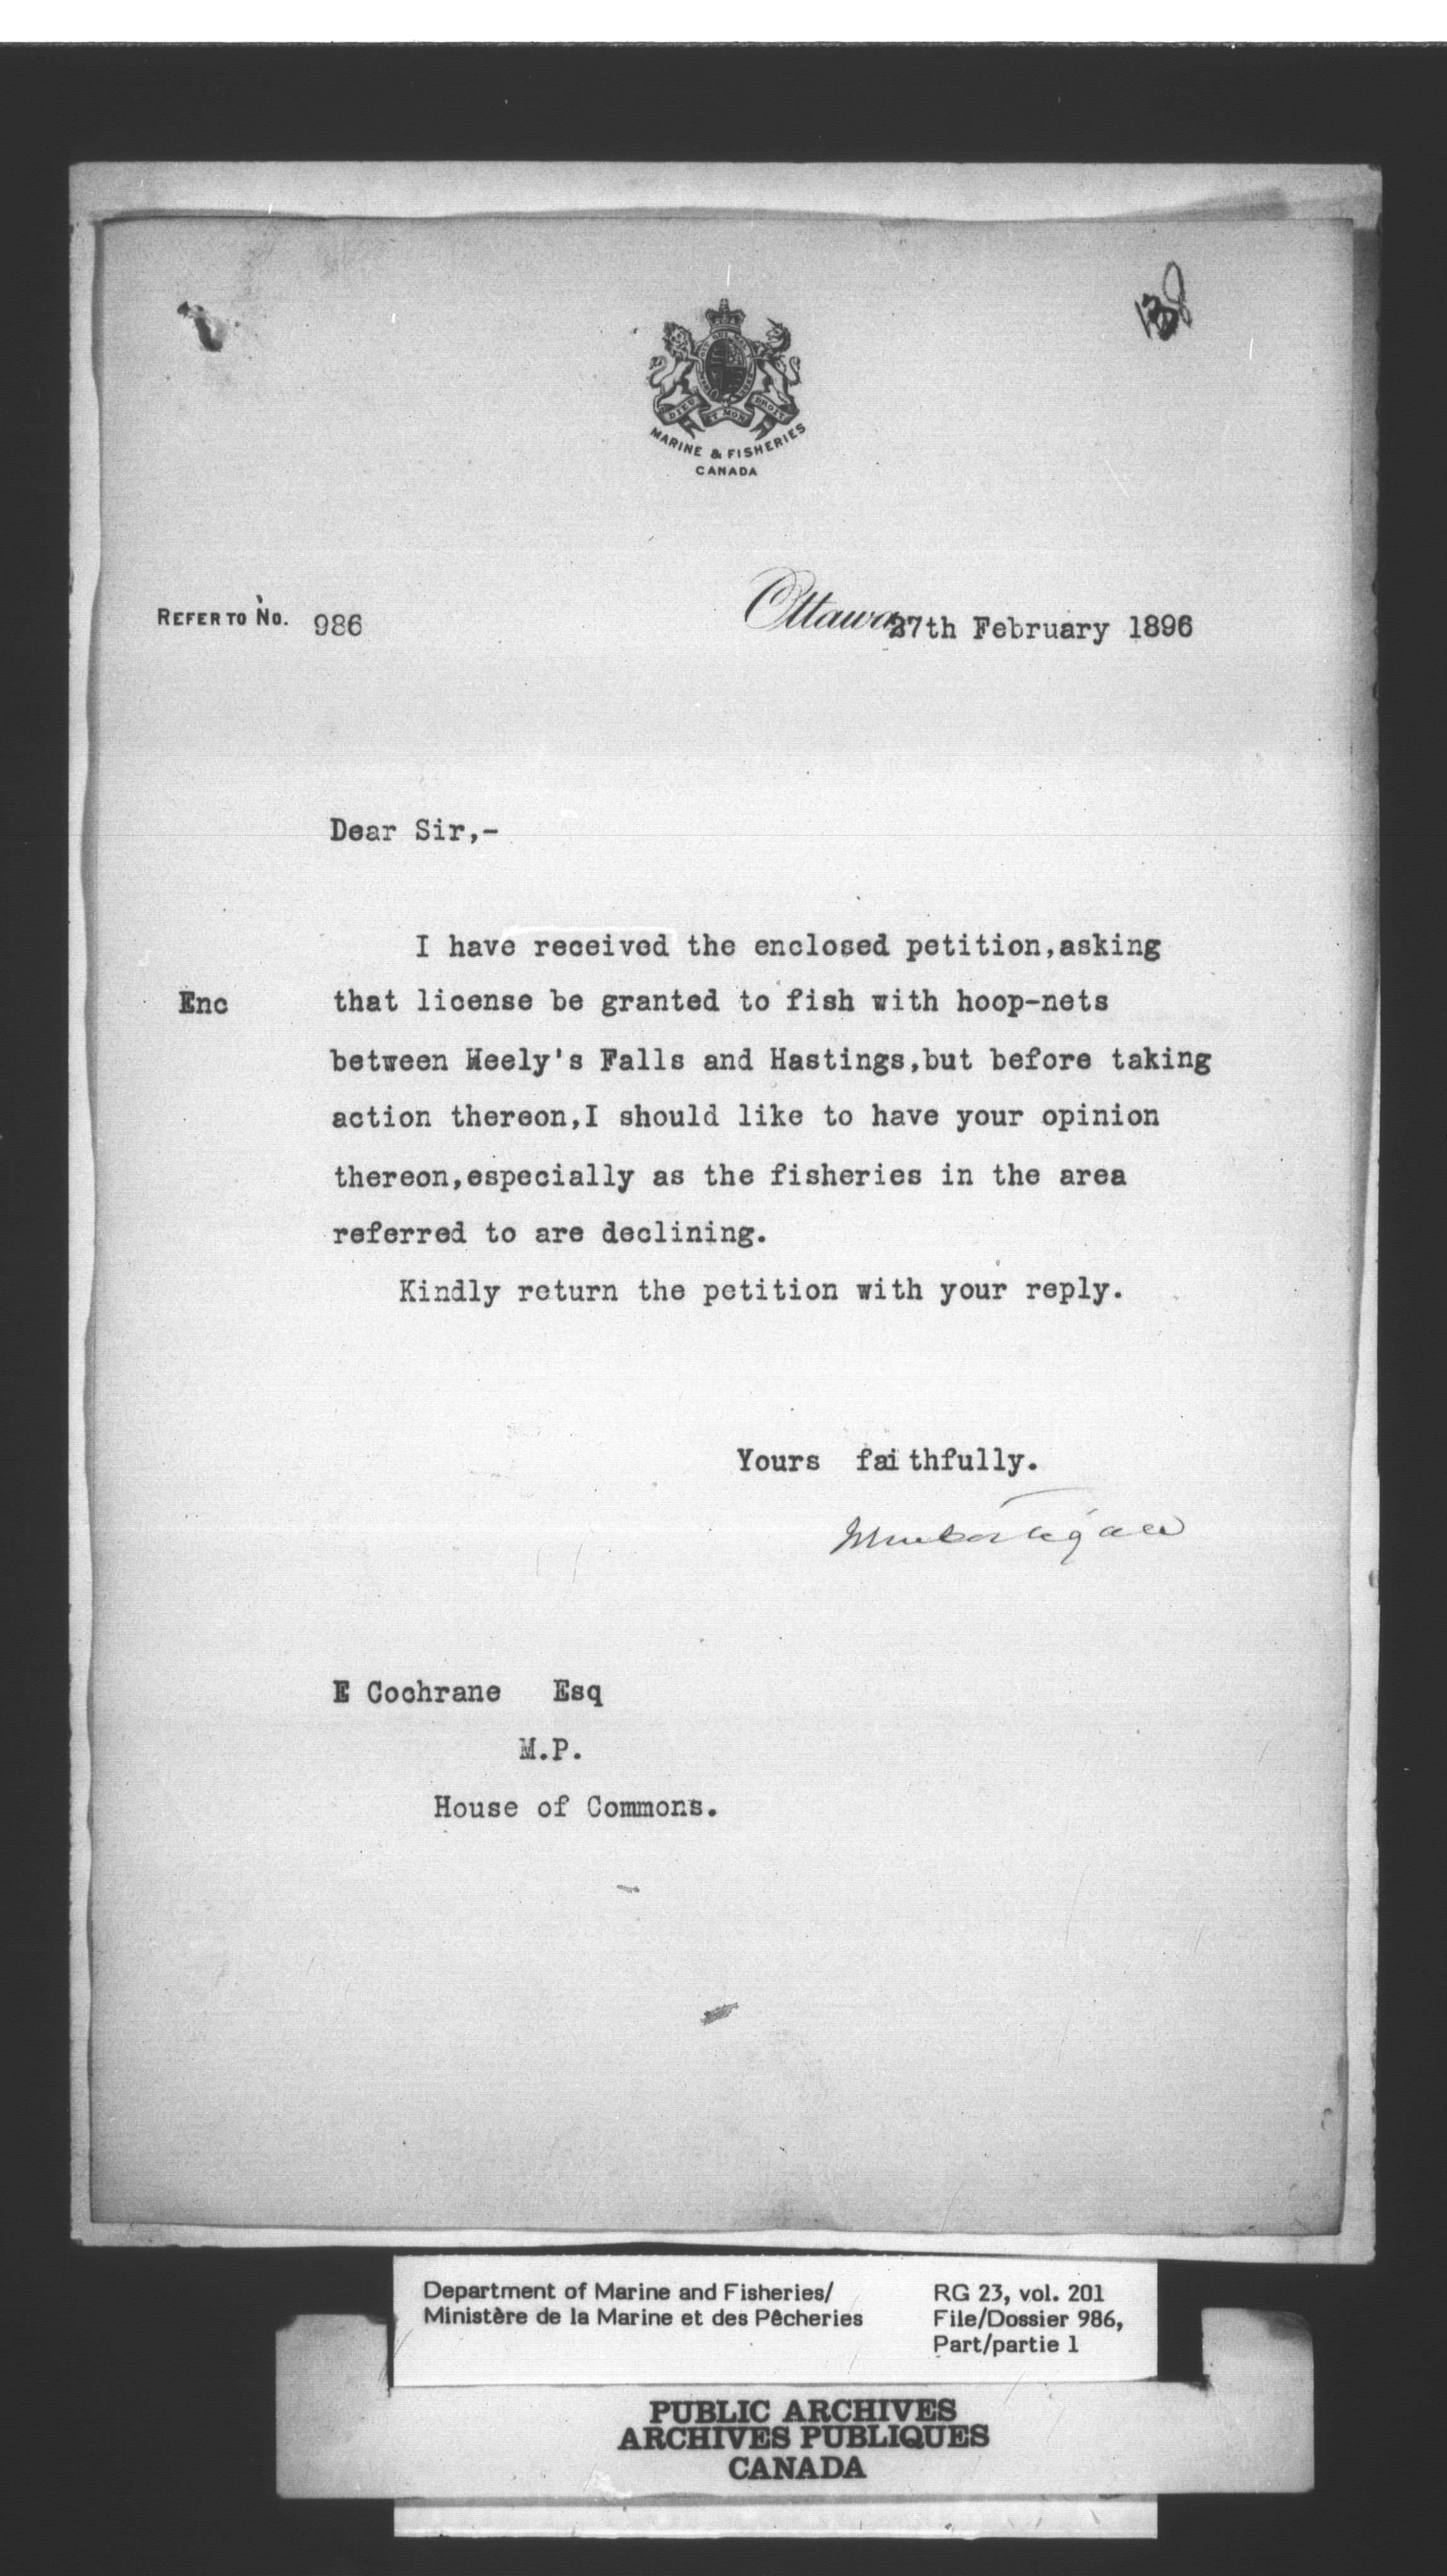 138
DIEU ET MON DROIT
MARINE & FISHERIES
CANADA
REFER TO NO. 986
Ottawa 27th February 1896
Dear Sir,-
I have received the enclosed petition,asking
Enc that license be granted to fish with hoop-nets
between Heely's Falls and Hastings,but before taking
action thereon,I should like to have your opinion
thereon,especially as the fisheries in the area
referred to are declining.
Kindly return the petition with your reply.
Yours faithfully.
E Cochrane Esq
M.P.
House of Commons.
Department of Marine and Fisheries/
Ministère de la Marine et des Pêcheries
RG 23, vol. 201
File/Dossier 986,
Part/partie 1
PUBLIC ARCHIVES
ARCHIVES PUBLIQUES
CANADA